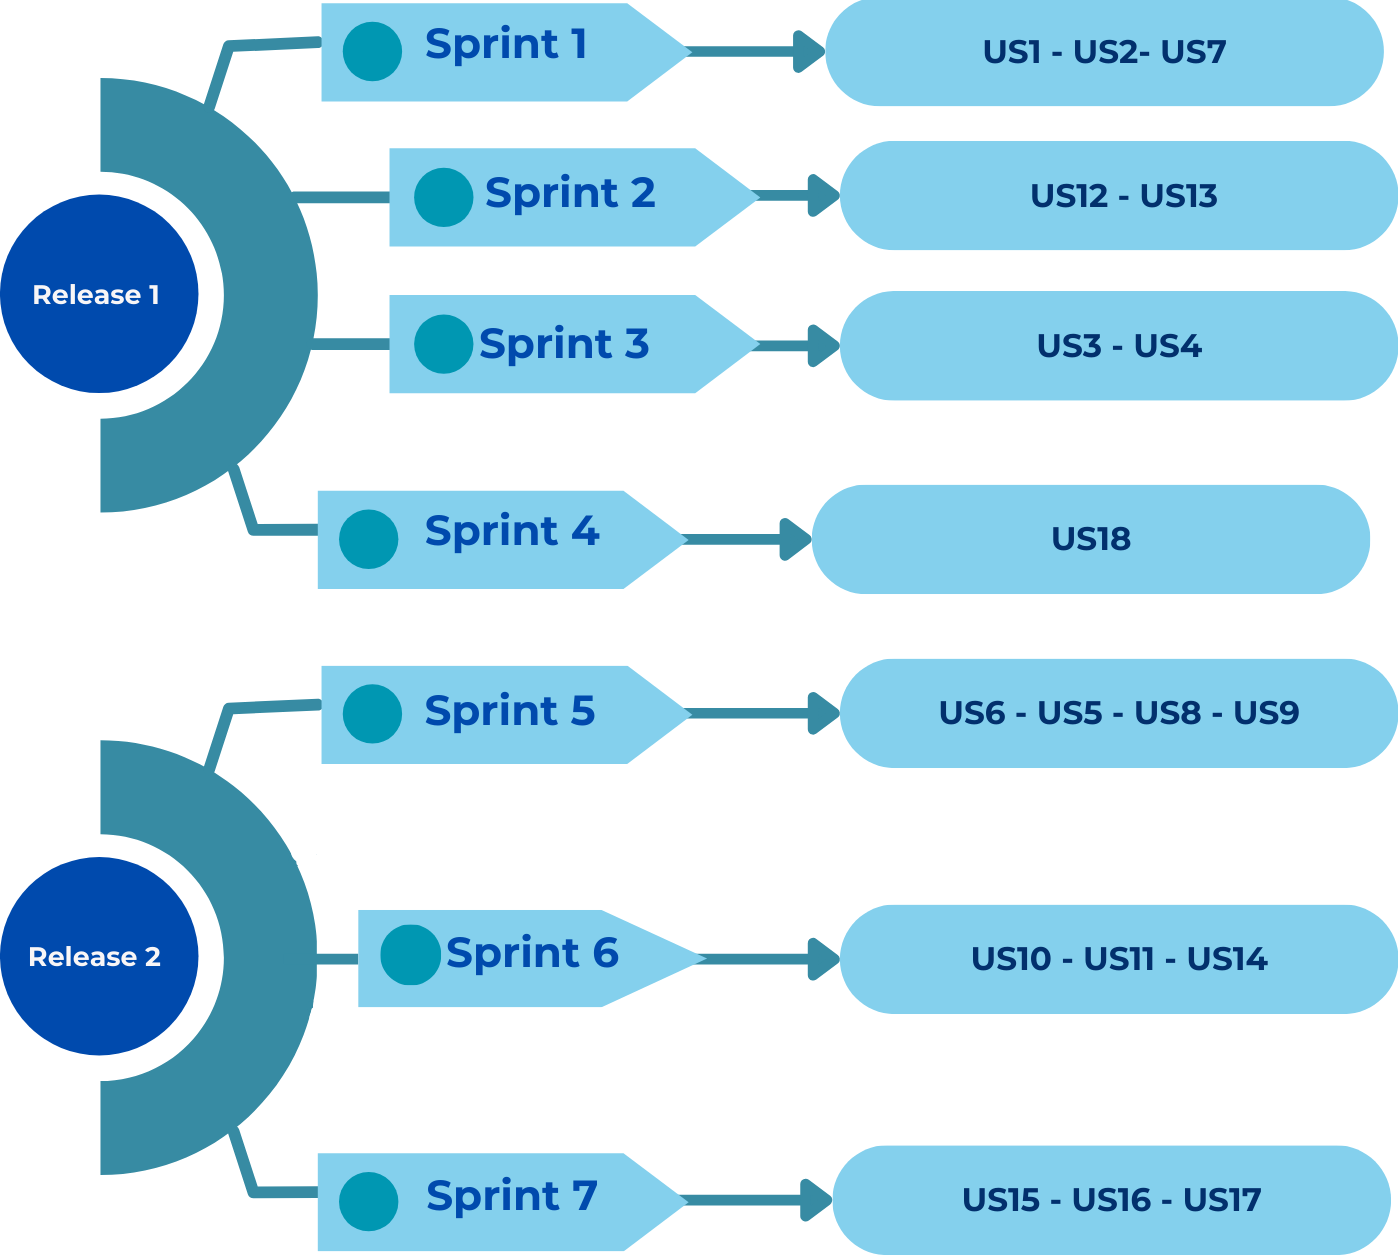 Sprint 1
US1 - US2- US7
Sprint 2
US12 - US13
Release 1
Sprint 3
US3 - US4
Sprint 4
US18
Sprint 5
US6 - US5 - US8 - US9
Release 2
Sprint 6
US10 - US11 - US14
Sprint 7
US15 - US16 - US17